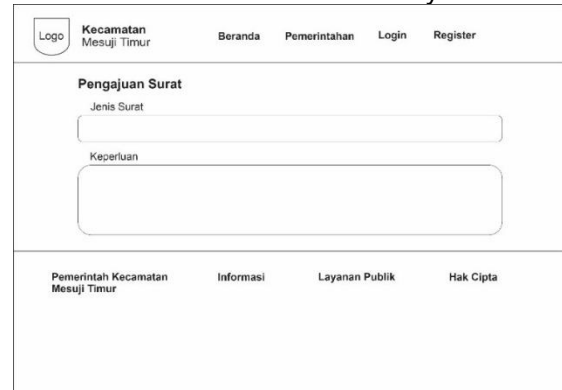 Logo
Kecamatan
Mesuji Timur
Beranda Pemerintahan Login Register
Pengajuan Surat
Jenis Surat
Keperluan
Pemerintah Kecamatan
Mesuji Timur
Informasi Layanan Publik Hak Cipta